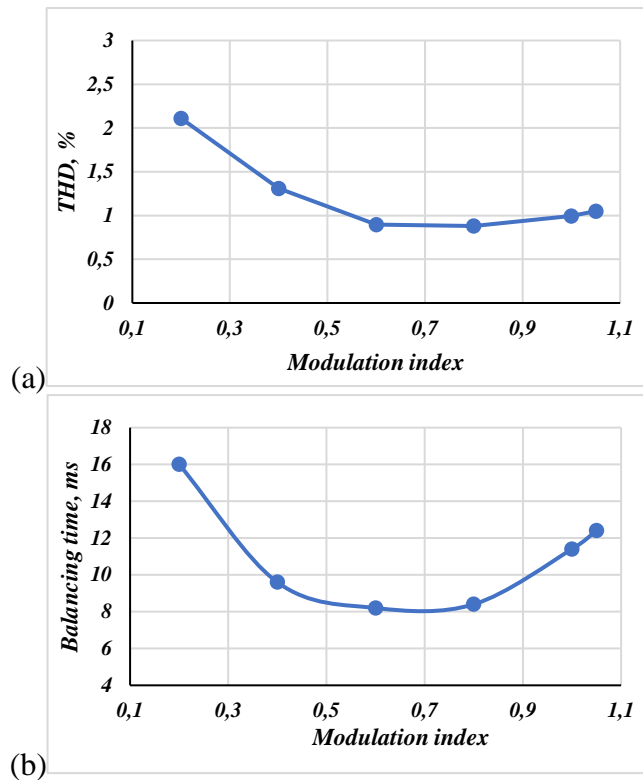 3
2,5
2
1,5
1
0,5
0
THD, %
0,1 0,3 0,5 0,7 0,9 1,1
Modulation index
(a)
18
16
14
12
10
8
6
4
Balancing time, ms
0,1 0,3 0,5 0,7 0,9 1,1
Modulation index
(b)